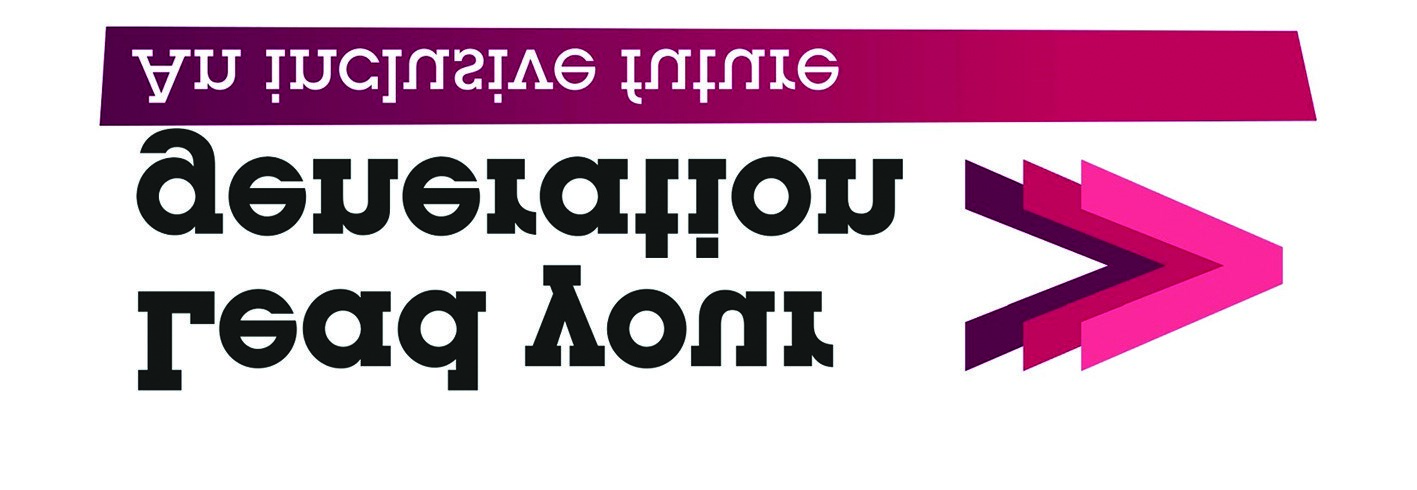 Lead your
generation
An inclusive future